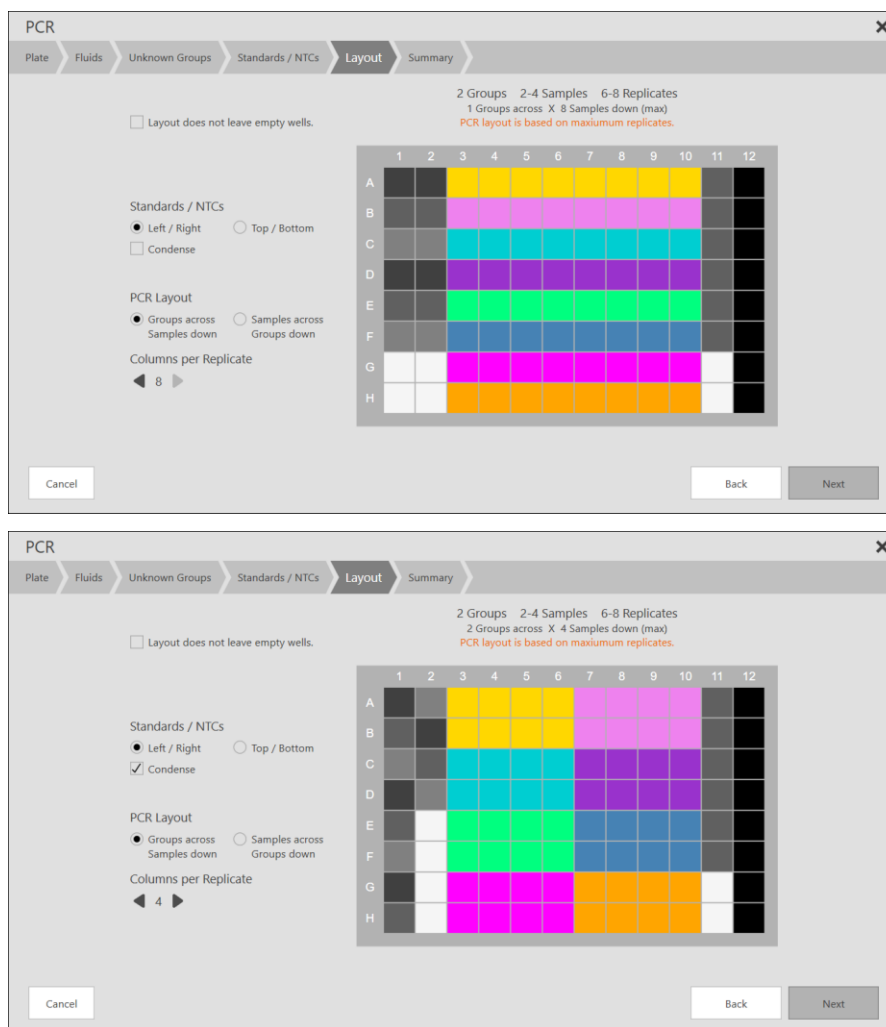 PCR
Plate Fluids Unknown Groups Standards / NTCs Layout Summary
2 Groups 2-4 Samples 6-8 Replicates
1 Groups across X 8 Samples down (max)
PCR layout is based on maxiumum replicates.
Layout does not leave empty wells.
1 2 3 4 5 6 7 8 9 10 11 12
A
B
C
D
E
F
G
H
Standards / NTCs
Left / Right Top / Bottom
Condense
PCR Layout
Groups across Samples across
Samples down Groups down
Columns per Replicate
8
Cancel Back Next
PCR
Plate Fluids Unknown Groups Standards / NTCs Layout Summary
2 Groups 2-4 Samples 6-8 Replicates
2 Groups across X 4 Samples down (max)
PCR layout is based on maxiumum replicates.
Layout does not leave empty wells.
1 2 3 4 5 6 7 8 9 10 11 12
A
B
C
D
E
F
G
H
Standards / NTCs
Left / Right Top / Bottom
Condense
PCR Layout
Groups across Samples across
Samples down Groups down
Columns per Replicate
4
Cancel Back Next